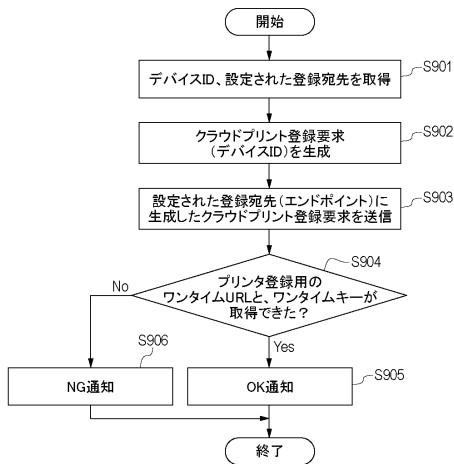 開始
デバイスID、設定された登録宛先を取得
S901
クラウドプリント登録要求
(デバイスID)を生成
S902
設定された登録宛先(エンドポイント)に
生成したクラウドプリント登録要求を送信
S903
S904
プリンタ登録用の
ワンタイムURLと、ワンタイムキーが
取得できた?
No
Yes
S906
NG通知
OK通知
S905
終了